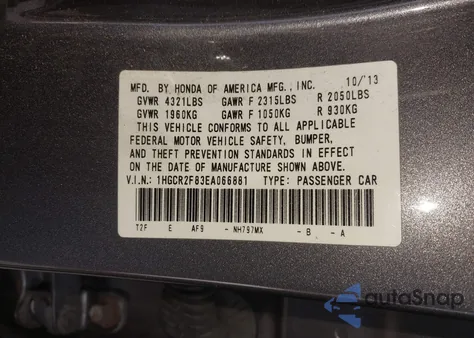 MFD. BY HONDA OF AMERICA MFG., INC. 10/'13
GVWR 4321LBS GAWR F 2315LBS R 2050LBS
GVWR 1960KG GAWR F 1050KG R 930KG
THIS VEHICLE CONFORMS TO ALL APPLICABLE
FEDERAL MOTOR VEHICLE SAFETY, BUMPER,
AND THEFT PREVENTION STANDARDS IN EFFECT
ON THE DATE OF MANUFACTURE SHOWN ABOVE.
V.I.N.: 1HGCR2F83EA066881 TYPE: PASSENGER CAR
T2F E AF9 - NH797MX - B - A
autoSnap